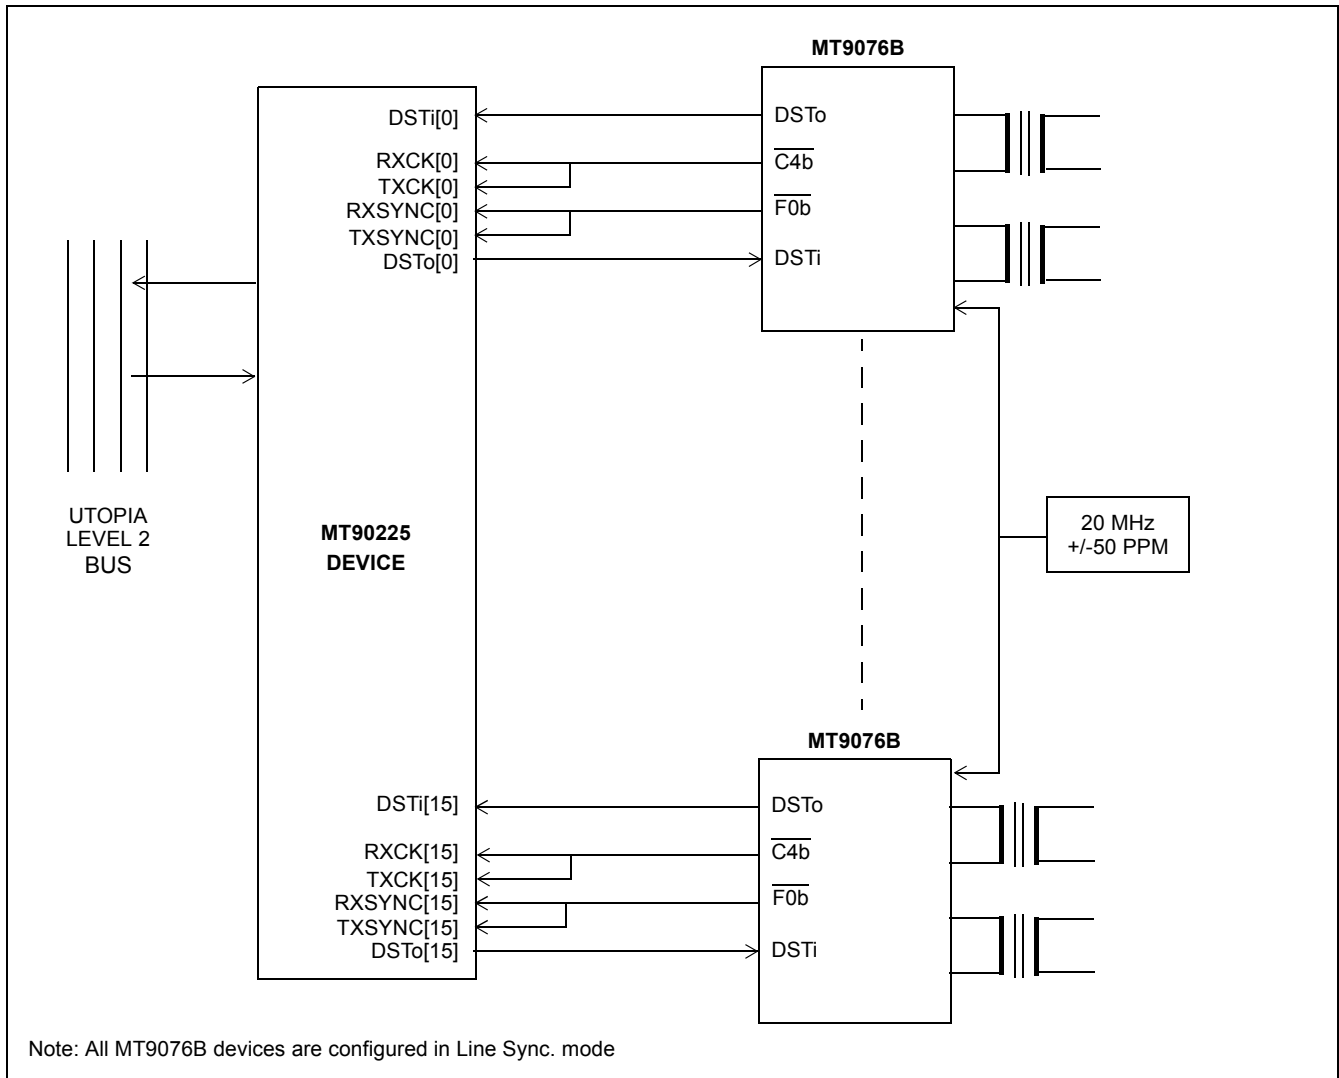 MT9076B
DSTi[0]
RXCK[0]
TXCK[0]
RXSYNC[0]
TXSYNC[0]
DSTo[0]
DSTo
C4b
F0b
DSTi
UTOPIA
LEVEL 2
BUS
MT90225
DEVICE
20 MHz
+/-50 PPM
MT9076B
DSTi[15]
RXCK[15]
TXCK[15]
RXSYNC[15]
TXSYNC[15]
DSTo[15]
DSTo
C4b
F0b
DSTi
Note: All MT9076B devices are configured in Line Sync. mode